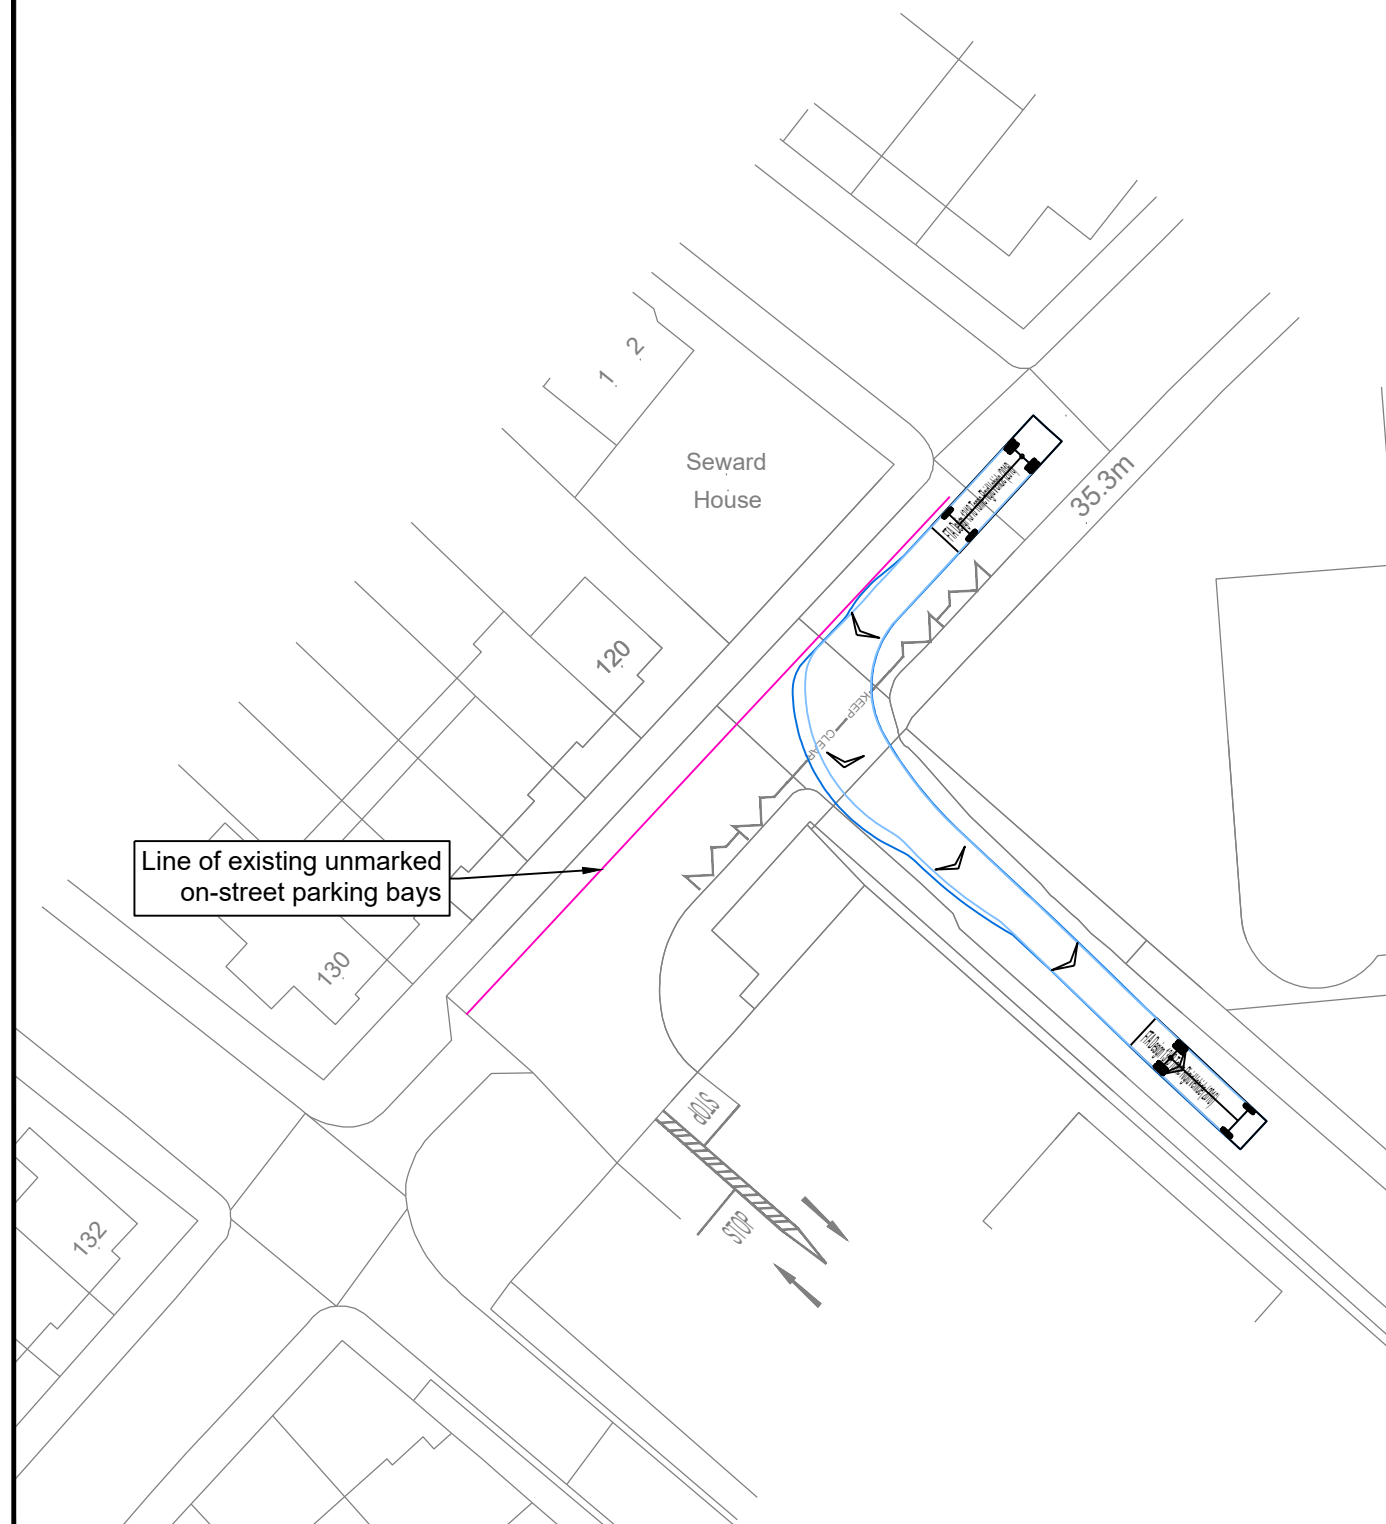 2
1
Seward
House
35.3m
120
KEEP
CLEAR
Line of existing unmarked
on-street parking bays
130
STOP
STOP
132